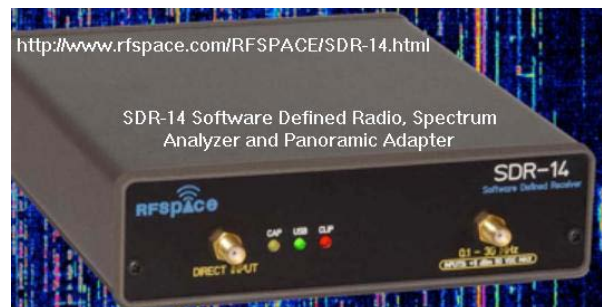 http://www.rfspace.com/RFSPACE/SDR-14.html
SDR-14 Software Defined Radio, Spectrum
Analyzer and Panoramic Adapter
SDR-14
Software Defined Receiver
RFSPACE
CAP USB CLIP
DIRECT INPUT
0.1 - 30 MHz